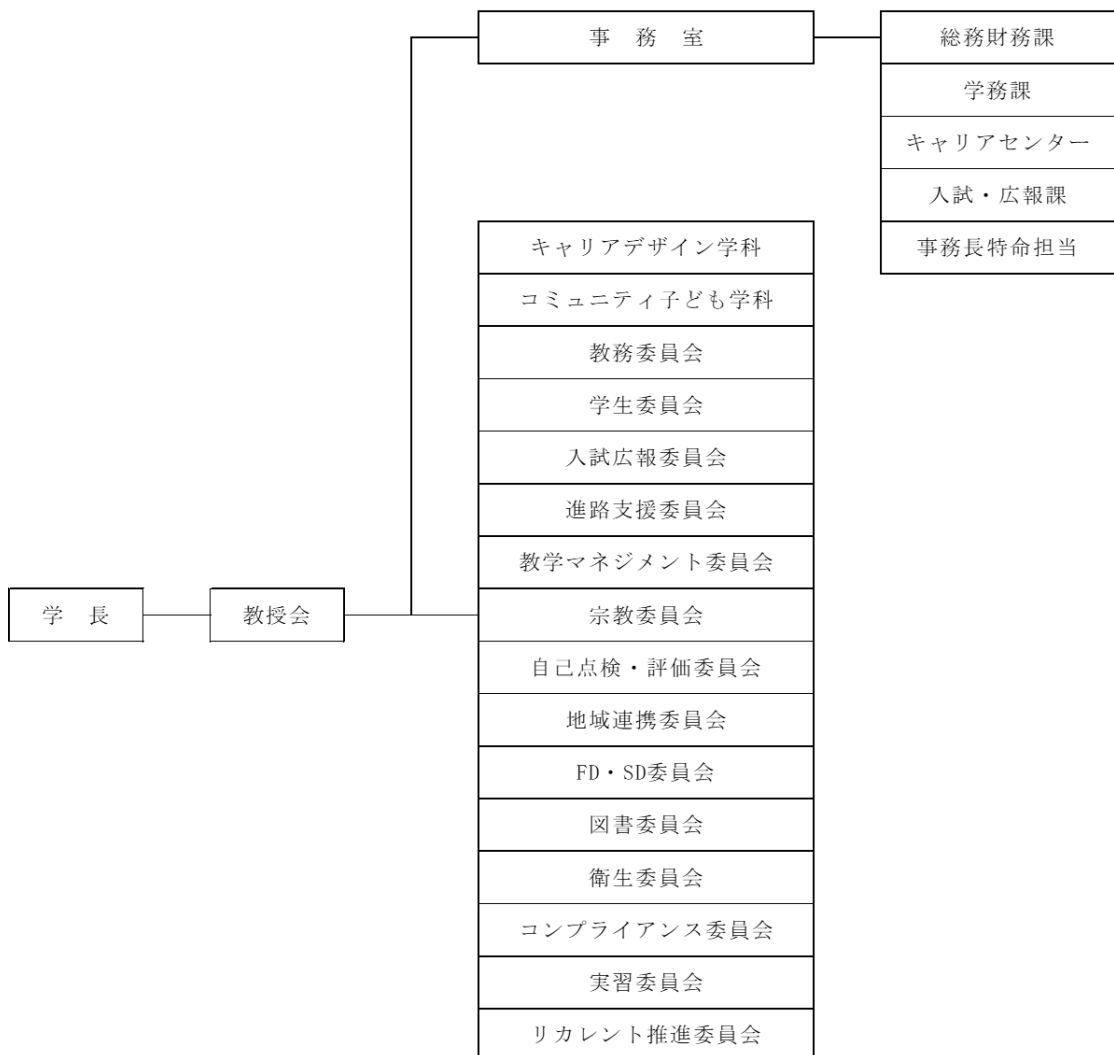 事　務　室
総務財務課
学務課
キャリアセンター
入試・広報課
事務長特命担当
キャリアデザイン学科
コミュニティ子ども学科
教務委員会
学生委員会
入試広報委員会
進路支援委員会
教学マネジメント委員会
学　長
教授会
宗教委員会
自己点検・評価委員会
地域連携委員会
FD・SD委員会
図書委員会
衛生委員会
コンプライアンス委員会
実習委員会
リカレント推進委員会